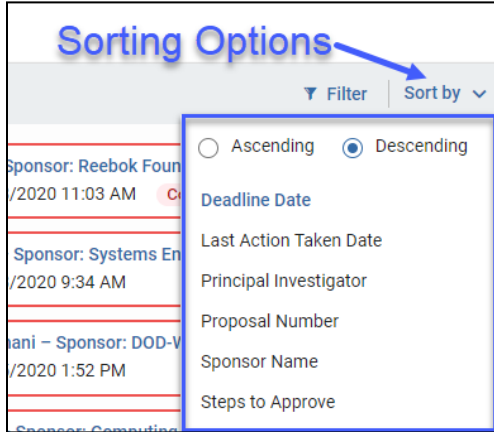 Sorting Options
Filter
Sort by
Ascending
Descending
Sponsor: Reebok Foun
/2020 11:03 AM
Deadline Date
Last Action Taken Date
Sponsor: Systems En
/2020 9:34 AM
Principal Investigator
Proposal Number
nani – Sponsor: DOD-W
/2020 1:52 PM
Sponsor Name
Steps to Approve
Sponsor: Computing